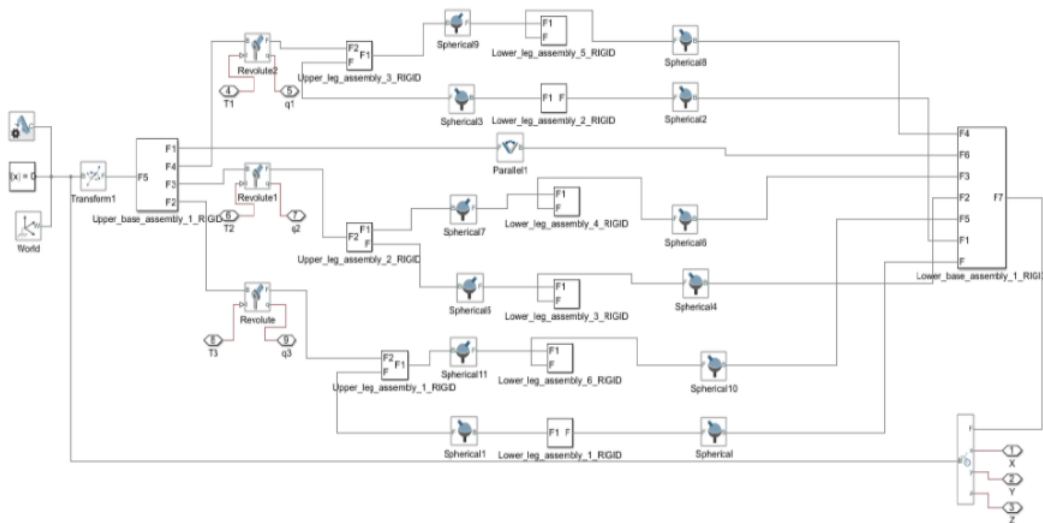 Spherical9
F1
F
Lower_leg_assembly_5_RIGID
Spherical8
Revolute2
F2
F1
F
Upper_leg_assembly_3_RIGID
4
T1
5
q1
Spherical3
F1 F
Lower_leg_assembly_2_RIGID
Spherical2
f(x) = 0
Transform1
F5
F1
F4
F3
F2
Upper_base_assembly_1_RIGID
World
Parallel1
Revolute1
6
T2
7
q2
F2
F1
F
Upper_leg_assembly_2_RIGID
Spherical7
F1
F
Lower_leg_assembly_4_RIGID
Spherical6
F4
F6
F3
F2
F5
F1
F
F7
Lower_base_assembly_1_RIGI
Spherical5
F1
F
Lower_leg_assembly_3_RIGID
Spherical4
Revolute
8
T3
9
q3
F2
F1
F
Upper_leg_assembly_1_RIGID
Spherical11
F1
F
Lower_leg_assembly_6_RIGID
Spherical10
Spherical1
F1 F
Lower_leg_assembly_1_RIGID
Spherical
1
X
2
Y
3
Z